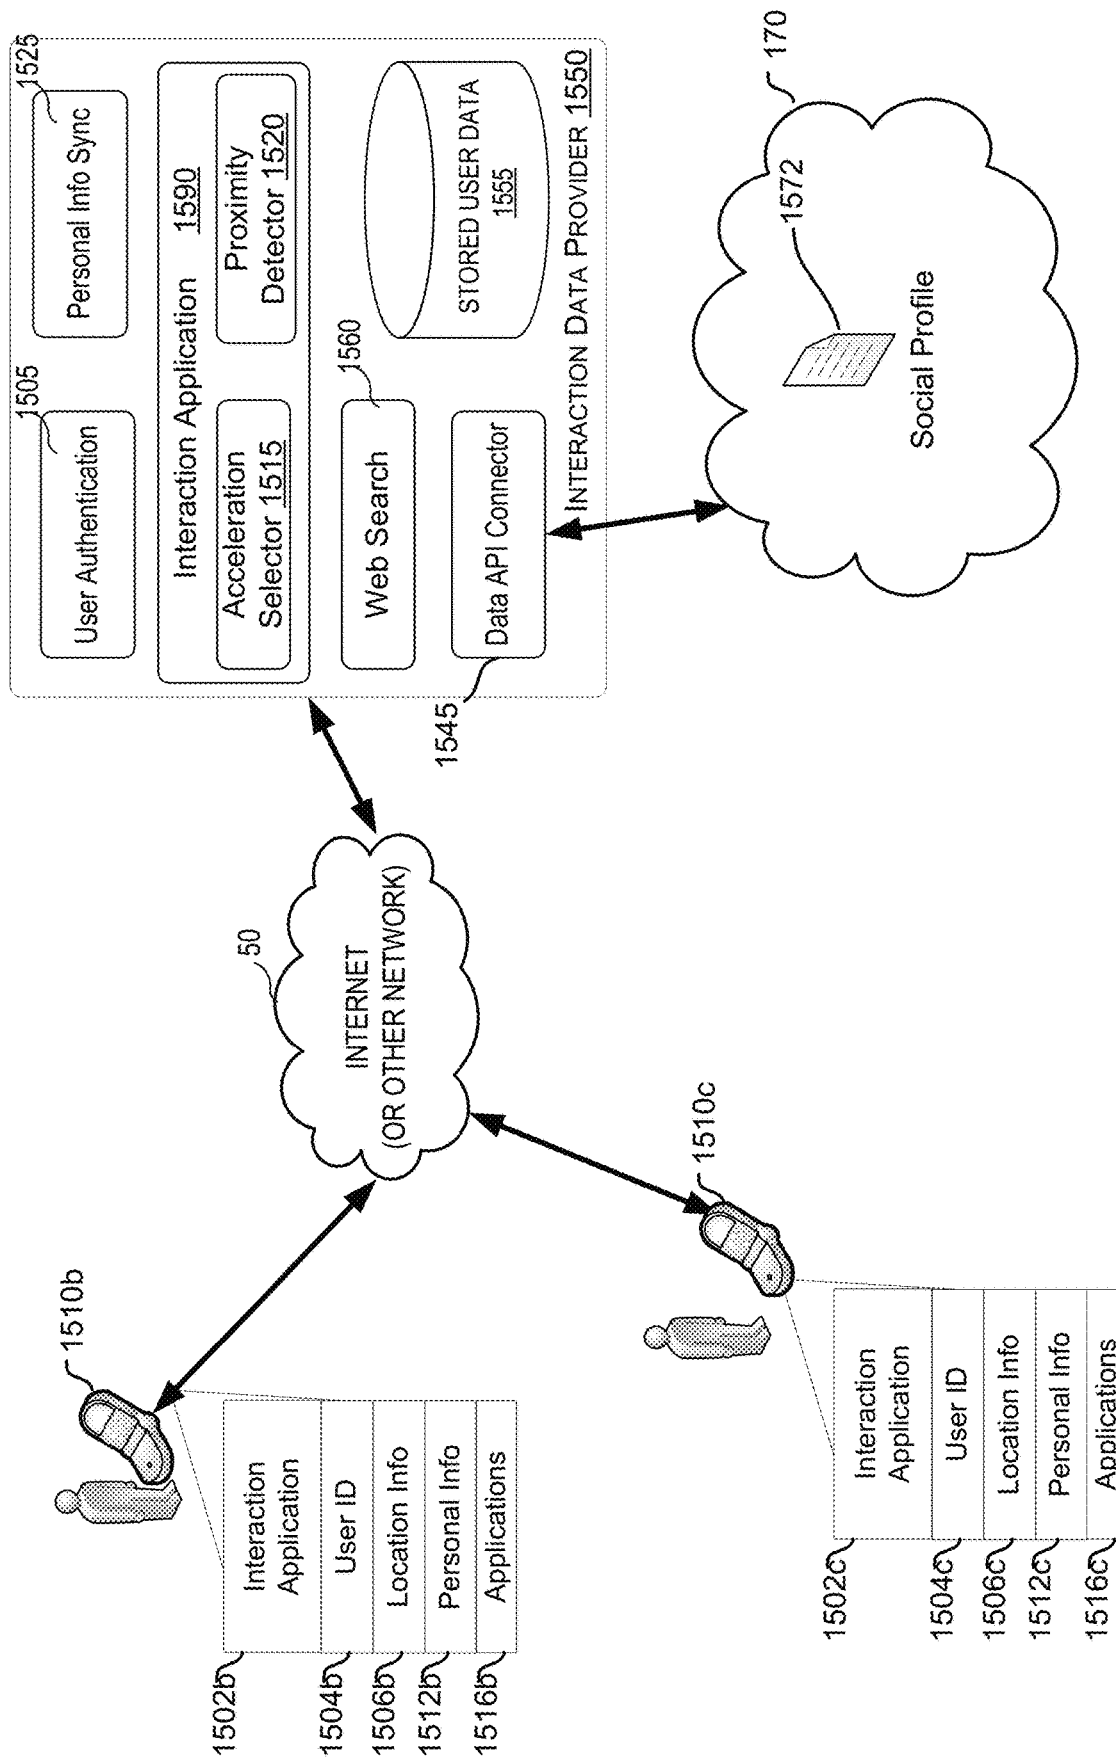 1510b
Interaction
Application
User ID
Location Info
Personal Info
Applications
1502b
1504b
1506b
1512b
1516b
1510c
Interaction
Application
User ID
Location Info
Personal Info
Applications
1502c
1504c
1506c
1512c
1516c
50
INTERNET
(OR OTHER NETWORK)
1505
User Authentication
1525
Personal Info Sync
Interaction Application 1590
Acceleration
Selector 1515
Proximity
Detector 1520
1560
Web Search
1545
Data API Connector
STORED USER DATA
1555
INTERACTION DATA PROVIDER 1550
170
1572
Social Profile